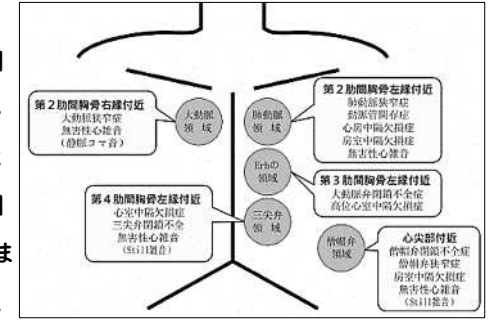 第2肋間胸骨右縁付近
大動脈狭窄症
無害性心雑音
(静脈コマ音)
大動脈
領域
肺動脈
領域
第2肋間胸骨左縁付近
肺動脈狭窄症
動脈管開存症
心房中隔欠損症
房室中隔欠損症
無害性心雑音
Erbの
領域
第3肋間胸骨左縁付近
大動脈弁閉鎖不全症
高位心室中隔欠損症
第4肋間胸骨左縁付近
心室中隔欠損症
三尖弁閉鎖不全
無害性心雑音
(Still雑音)
三尖弁
領域
僧帽弁
領域
心尖部付近
僧帽弁閉鎖不全症
僧帽弁狭窄症
房室中隔欠損症
無害性心雑音
(Still雑音)
ま